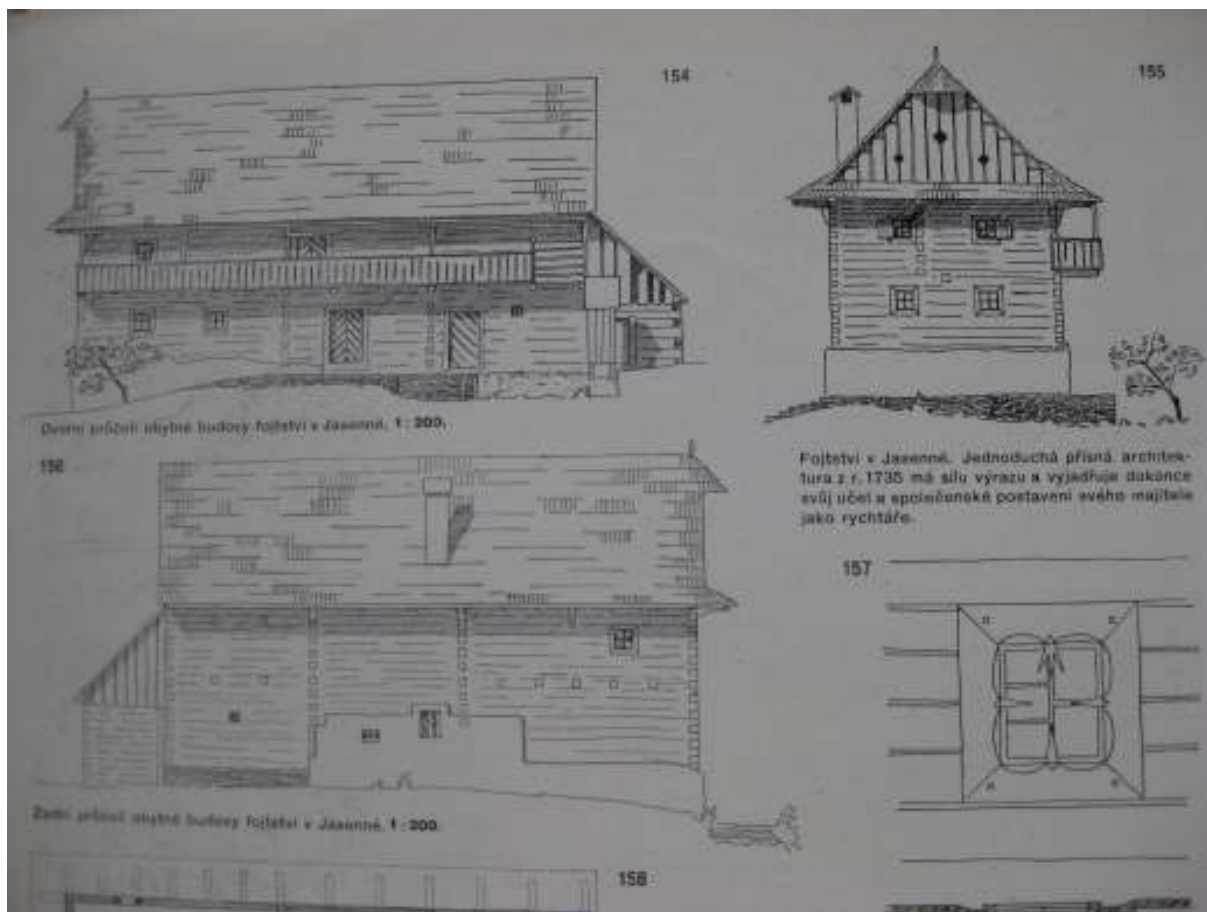 154
155
Dvorní průčelí obytné budovy fojtství v Jasenné, 1 : 200.
156
Fojtství v Jasenné. Jednoduchá přísná architek-
tura z r. 1735 má sílu výrazu a vyjadřuje dokonce
svůj účel a společenské postavení svého majitele
jako rychtáře.
157
Zadní průčelí obytné budovy fojtství v Jasenné, 1 : 200.
158